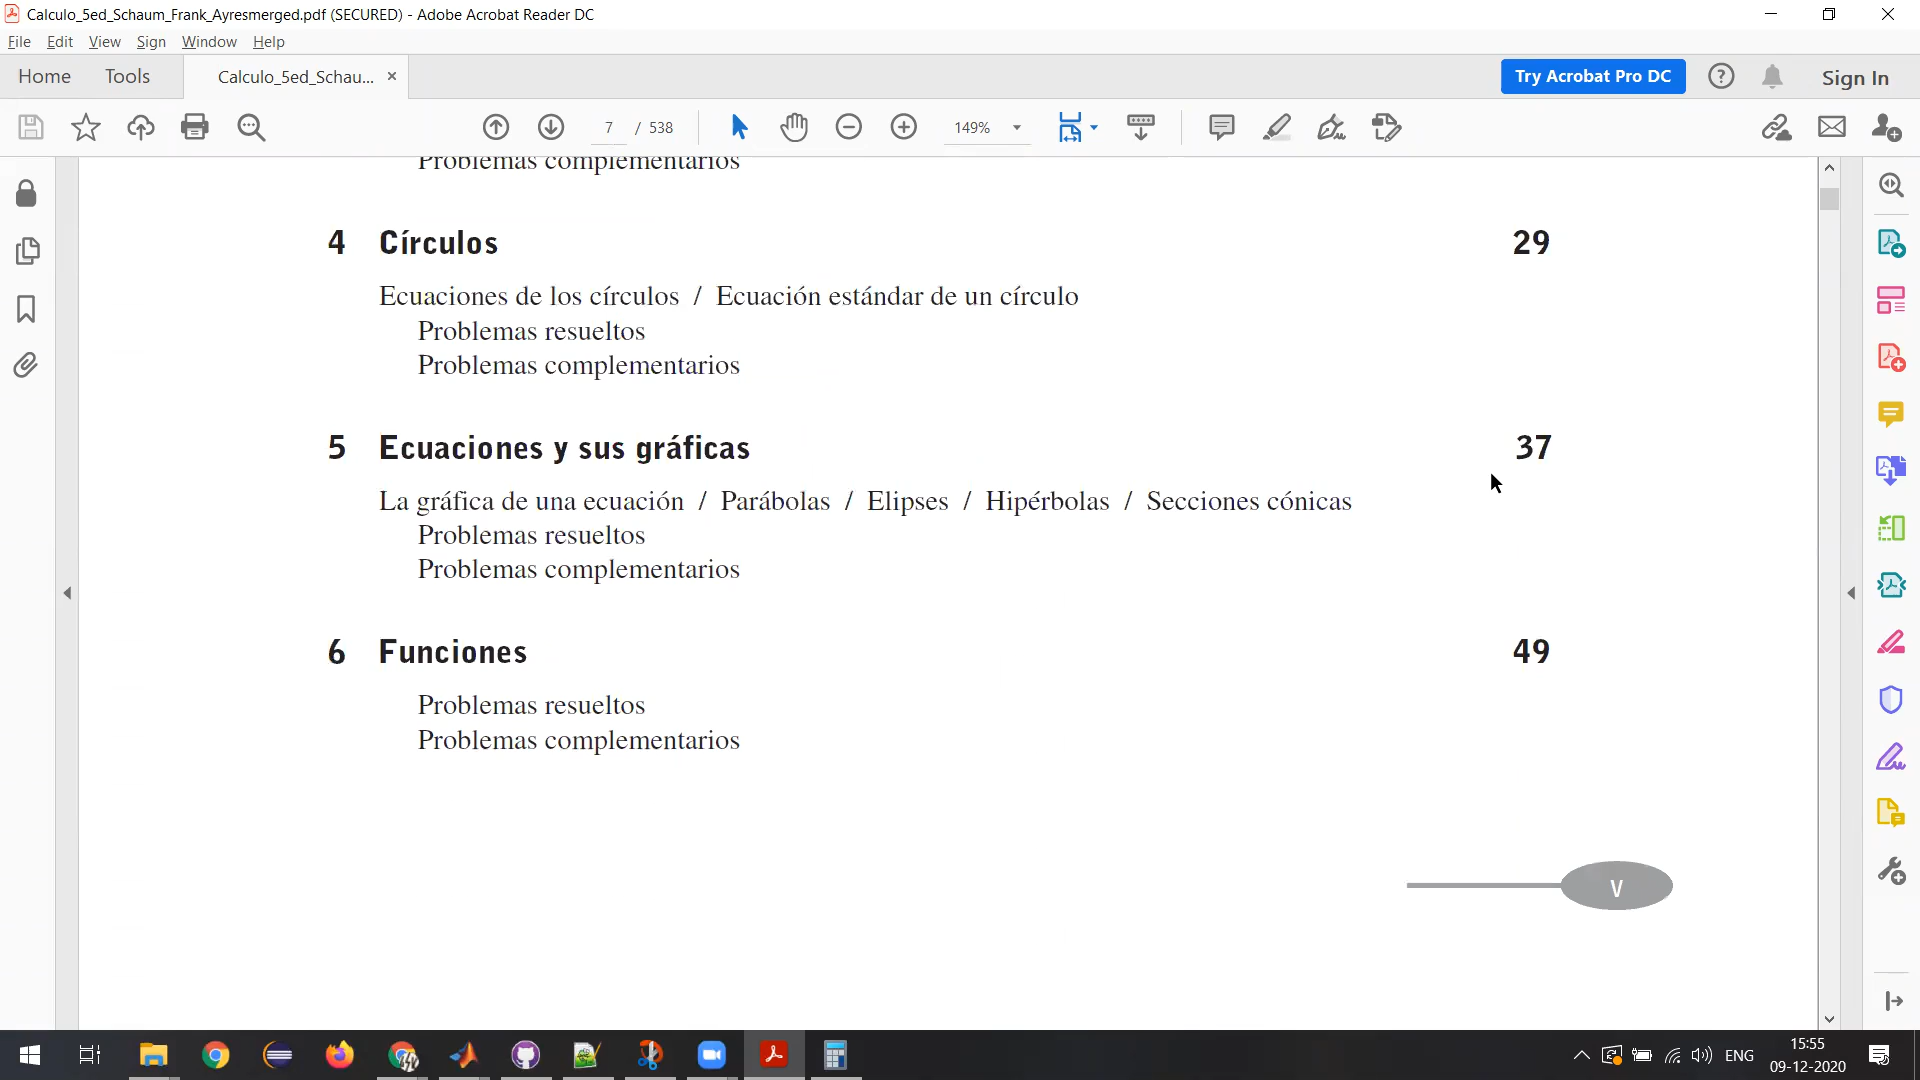 Calculo_5ed_Schaum_Frank_Ayresmerged.pdf (SECURED) - Adobe Acrobat Reader DC
File Edit View Sign Window Help
Home Tools Calculo_5ed_Schau... × Try Acrobat Pro DC ? Sign In
7 / 538 149%
Problemas complementarios
4 Círculos 29
Ecuaciones de los círculos / Ecuación estándar de un círculo
Problemas resueltos
Problemas complementarios
5 Ecuaciones y sus gráficas 37
La gráfica de una ecuación / Parábolas / Elipses / Hipérbolas / Secciones cónicas
Problemas resueltos
Problemas complementarios
6 Funciones 49
Problemas resueltos
Problemas complementarios
V
ENG
15:55
09-12-2020